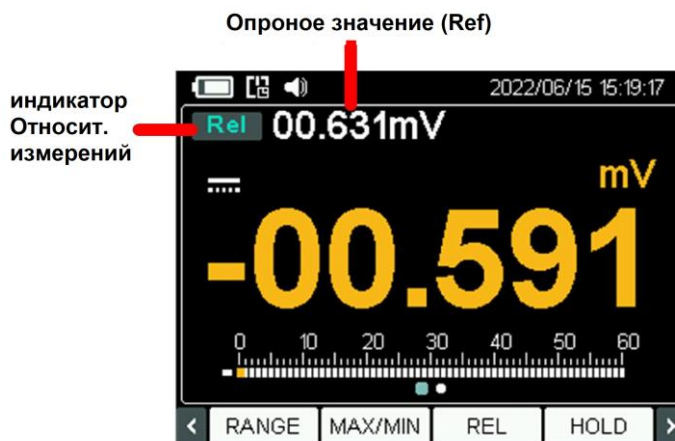 Опроное значение (Ref)
индикатор
Относит.
измерений
2022/06/15 15:19:17
Rel 00.631mV
mV
-00.591
0 10 20 30 40 50 60
-
< RANGE MAX/MIN REL HOLD >